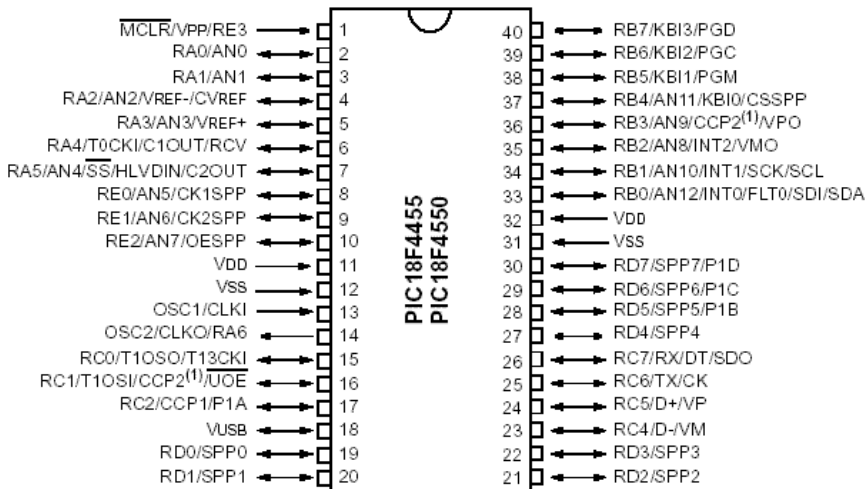 MCLR/VPP/RE3 1
RA0/AN0 2
RA1/AN1 3
RA2/AN2/VREF-/CVREF 4
RA3/AN3/VREF+ 5
RA4/T0CKI/C1OUT/RCV 6
RA5/AN4/SS/HLVDIN/C2OUT 7
RE0/AN5/CK1SPP 8
RE1/AN6/CK2SPP 9
RE2/AN7/OESPP 10
VDD 11
VSS 12
OSC1/CLKI 13
OSC2/CLKO/RA6 14
RC0/T1OSO/T13CKI 15
RC1/T1OSI/CCP2(1)/UOE 16
RC2/CCP1/P1A 17
VUSB 18
RD0/SPP0 19
RD1/SPP1 20
PIC18F4455
PIC18F4550
40 RB7/KBI3/PGD
39 RB6/KBI2/PGC
38 RB5/KBI1/PGM
37 RB4/AN11/KBI0/CSSPP
36 RB3/AN9/CCP2(1)/VPO
35 RB2/AN8/INT2/VMO
34 RB1/AN10/INT1/SCK/SCL
33 RB0/AN12/INT0/FLT0/SDI/SDA
32 VDD
31 VSS
30 RD7/SPP7/P1D
29 RD6/SPP6/P1C
28 RD5/SPP5/P1B
27 RD4/SPP4
26 RC7/RX/DT/SDO
25 RC6/TX/CK
24 RC5/D+/VP
23 RC4/D-/VM
22 RD3/SPP3
21 RD2/SPP2